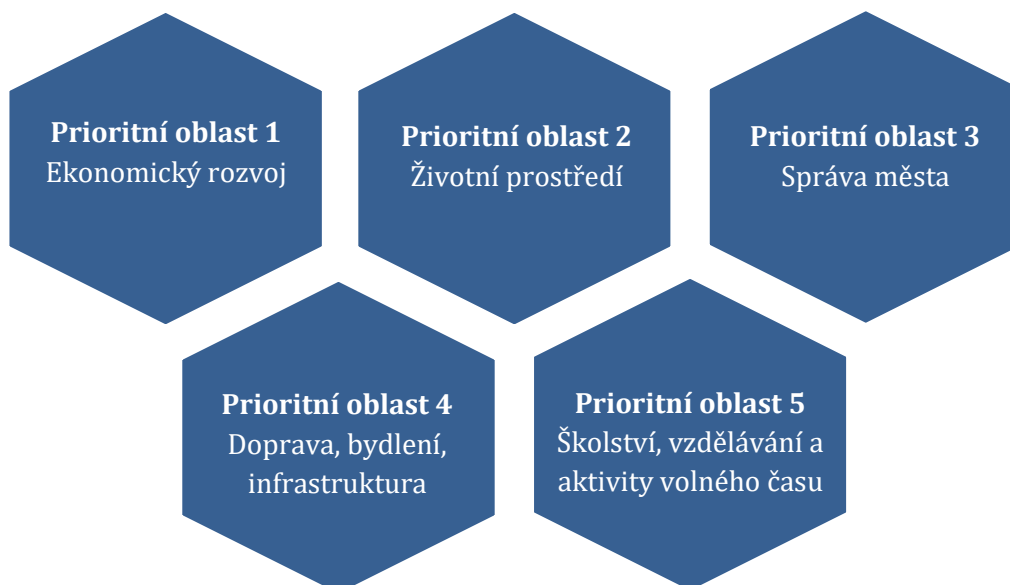 Prioritní oblast 1
Ekonomický rozvoj
Prioritní oblast 2
Životní prostředí
Prioritní oblast 3
Správa města
Prioritní oblast 4
Doprava, bydlení,
infrastruktura
Prioritní oblast 5
Školství, vzdělávání a
aktivity volného času